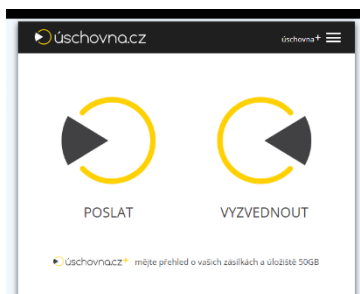 úschovna.cz úschovna+
POSLAT VYZVEDNOUT
úschovna.cz+ mějte přehled o vašich zásilkách a úložiště 50GB